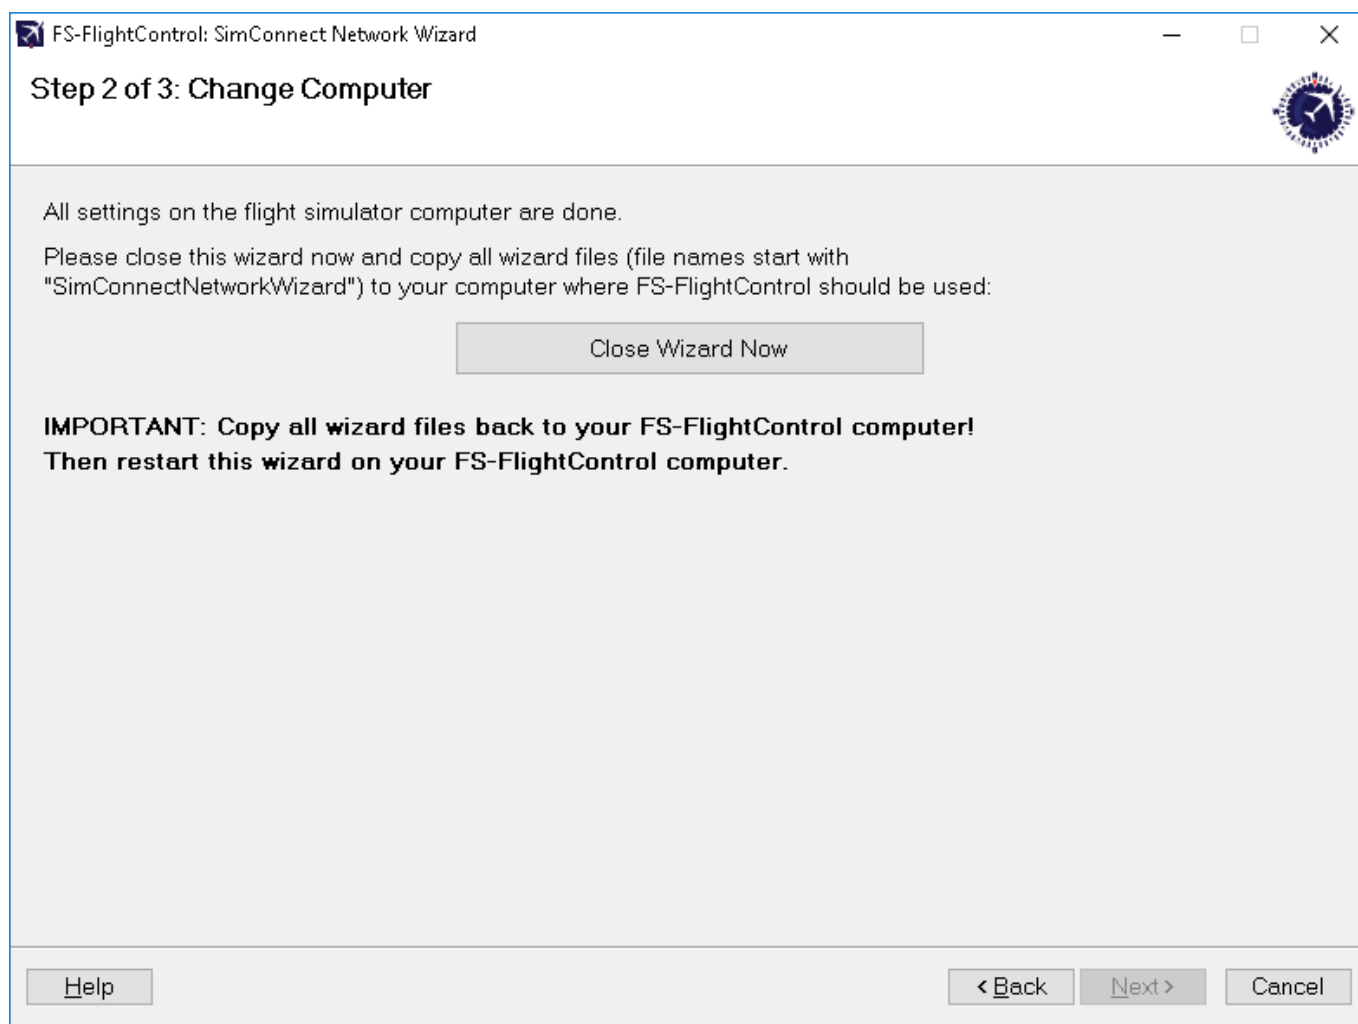 FS-FlightControl: SimConnect Network Wizard
Step 2 of 3: Change Computer
All settings on the flight simulator computer are done.
Please close this wizard now and copy all wizard files (file names start with
"SimConnectNetworkWizard") to your computer where FS-FlightControl should be used:
Close Wizard Now
IMPORTANT: Copy all wizard files back to your FS-FlightControl computer!
Then restart this wizard on your FS-FlightControl computer.
Help
< Back
Next >
Cancel